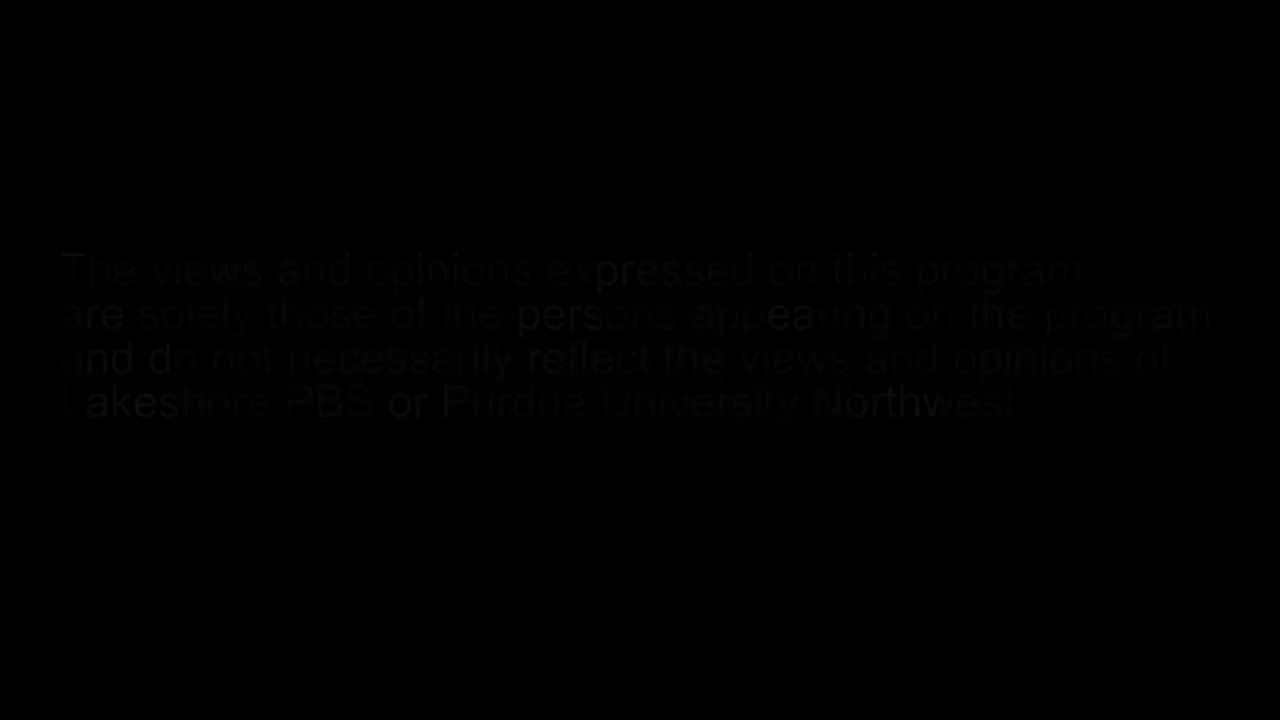 The views and opinions expressed on this program
are solely those of the persons appearing on the program
and do not necessarily reflect the views and opinions of
Lakeshore PBS or Purdue University Northwest.